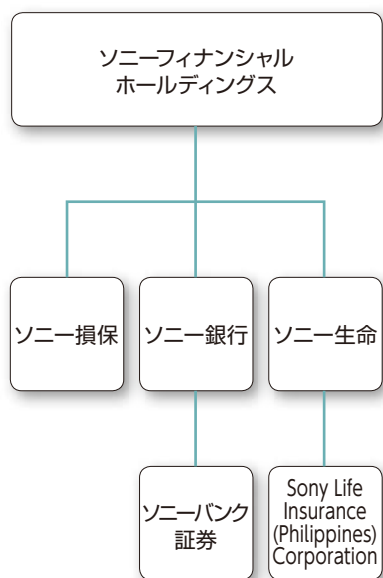 ソニーフィナンシャル
ホールディングス
ソニー損保
ソニー銀行
ソニー生命
ソニーバンク
証券
Sony Life
Insurance
(Philippines)
Corporation